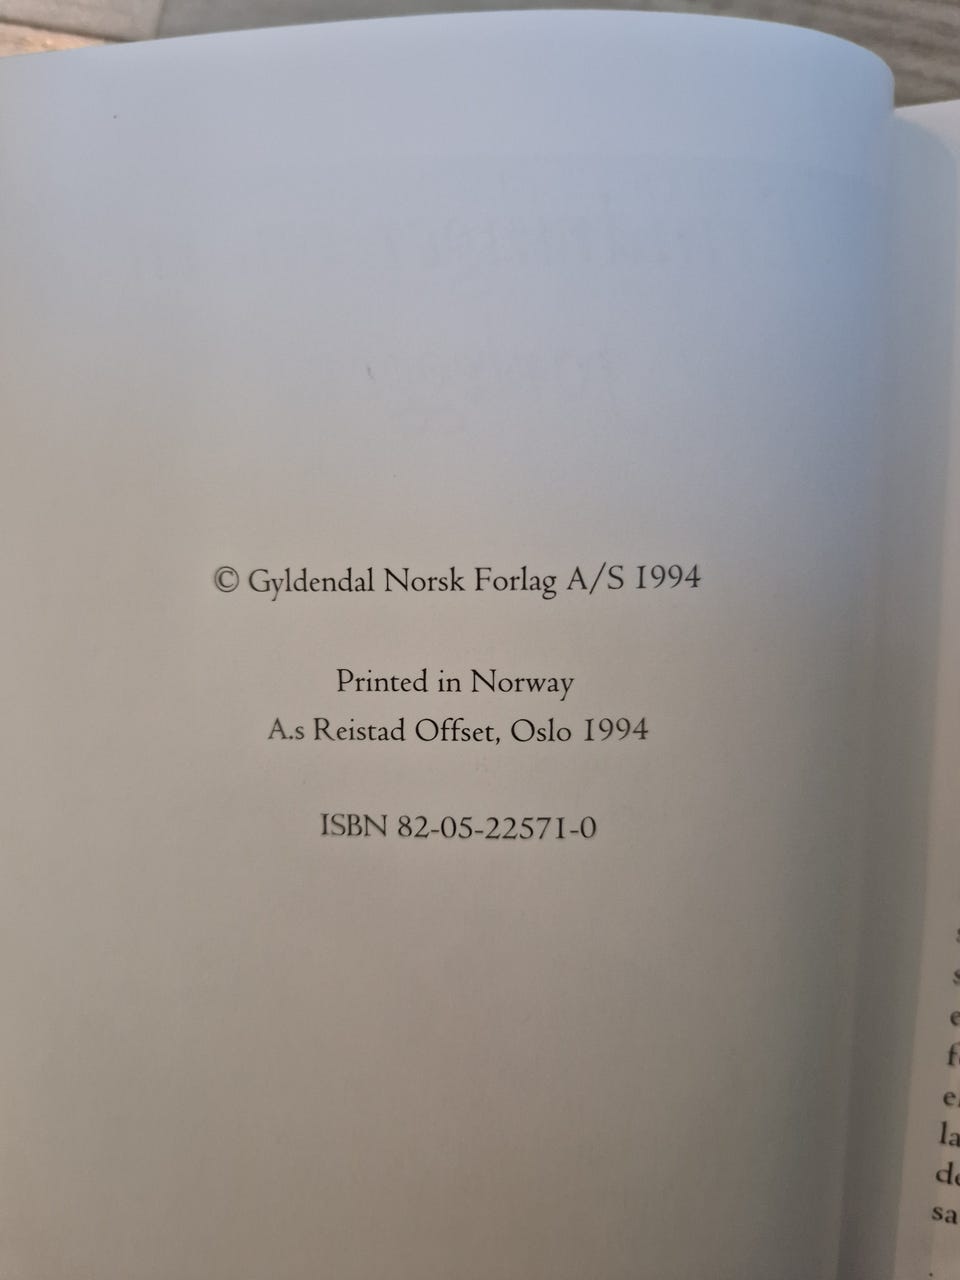 © Gyldendal Norsk Forlag A/S 1994
Printed in Norway
A.s Reistad Offset, Oslo 1994
ISBN 82-05-22571-0